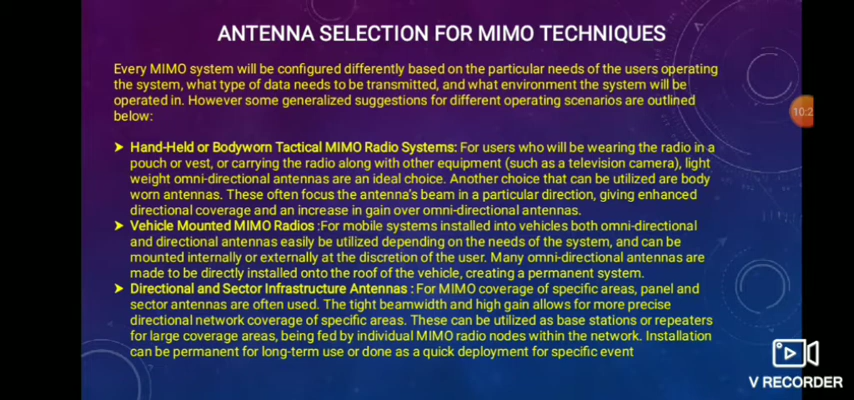 ANTENNA SELECTION FOR MIMO TECHNIQUES
Every MIMO system will be configured differently based on the particular needs of the users operating
the system, what type of data needs to be transmitted, and what environment the system will be
operated in. However some generalized suggestions for different operating scenarios are outlined
below:
➤ Hand-Held or Bodyworn Tactical MIMO Radio Systems: For users who will be wearing the radio in a
pouch or vest, or carrying the radio along with other equipment (such as a television camera), light
weight omni-directional antennas are an ideal choice. Another choice that can be utilized are body
worn antennas. These often focus the antenna's beam in a particular direction, giving enhanced
directional coverage and an increase in gain over omni-directional antennas.
➤ Vehicle Mounted MIMO Radios :For mobile systems installed into vehicles both omni-directional
and directional antennas easily be utilized depending on the needs of the system, and can be
mounted internally or externally at the discretion of the user. Many omni-directional antennas are
made to be directly installed onto the roof of the vehicle, creating a permanent system.
➤ Directional and Sector Infrastructure Antennas : For MIMO coverage of specific areas, panel and
sector antennas are often used. The tight beamwidth and high gain allows for more precise
directional network coverage of specific areas. These can be utilized as base stations or repeaters
for large coverage areas, being fed by individual MIMO radio nodes within the network. Installation
can be permanent for long-term use or done as a quick deployment for specific event
10:2
V RECORDER